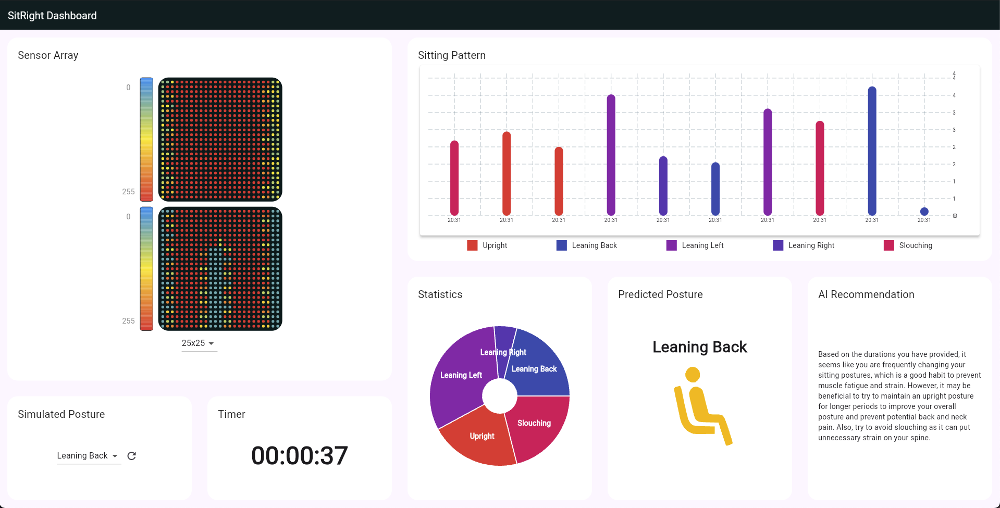 SitRight Dashboard
Sensor Array
0
255
0
255
25x25
Simulated Posture
Leaning Back
Timer
00:00:37
Sitting Pattern
4
4
4
3
3
2
2
1
1
0
20:31 20:31 20:31 20:31 20:31 20:31 20:31 20:31 20:31 20:31
Upright Leaning Back Leaning Left Leaning Right Slouching
Statistics
Leaning Right
Leaning Back
Leaning Left
Slouching
Upright
Predicted Posture
Leaning Back
AI Recommendation
Based on the durations you have provided, it
seems like you are frequently changing your
sitting postures, which is a good habit to prevent
muscle fatigue and strain. However, it may be
beneficial to try to maintain an upright posture
for longer periods to improve your overall
posture and prevent potential back and neck
pain. Also, try to avoid slouching as it can put
unnecessary strain on your spine.